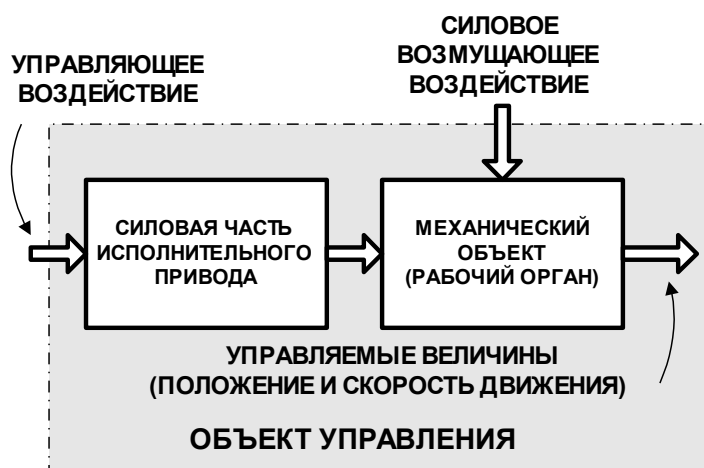 УПРАВЛЯЮЩЕЕ
ВОЗДЕЙСТВИЕ
СИЛОВОЕ
ВОЗМУЩАЮЩЕЕ
ВОЗДЕЙСТВИЕ
СИЛОВАЯ ЧАСТЬ
ИСПОЛНИТЕЛЬНОГО
ПРИВОДА
МЕХАНИЧЕСКИЙ
ОБЪЕКТ
(РАБОЧИЙ ОРГАН)
УПРАВЛЯЕМЫЕ ВЕЛИЧИНЫ
(ПОЛОЖЕНИЕ И СКОРОСТЬ ДВИЖЕНИЯ)
ОБЪЕКТ УПРАВЛЕНИЯ